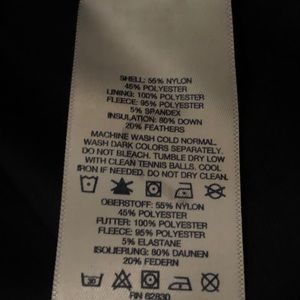 SHELL: 55% NYLON
45% POLYESTER
LINING: 100% POLYESTER
FLEECE: 95% POLYESTER
5% SPANDEX
INSULATION: 80% DOWN
20% FEATHERS
MACHINE WASH COLD NORMAL.
WASH DARK COLORS SEPARATELY.
DO NOT BLEACH. TUMBLE DRY LOW
WITH CLEAN TENNIS BALLS. COOL
IRON IF NEEDED. DO NOT DRY CLEAN.
OBERSTOFF: 55% NYLON
45% POLYESTER
FUTTER: 100% POLYESTER
FLEECE: 95% POLYESTER
5% ELASTANE
ISOLIERUNG: 80% DAUNEN
20% FEDERN
30
RN 62830